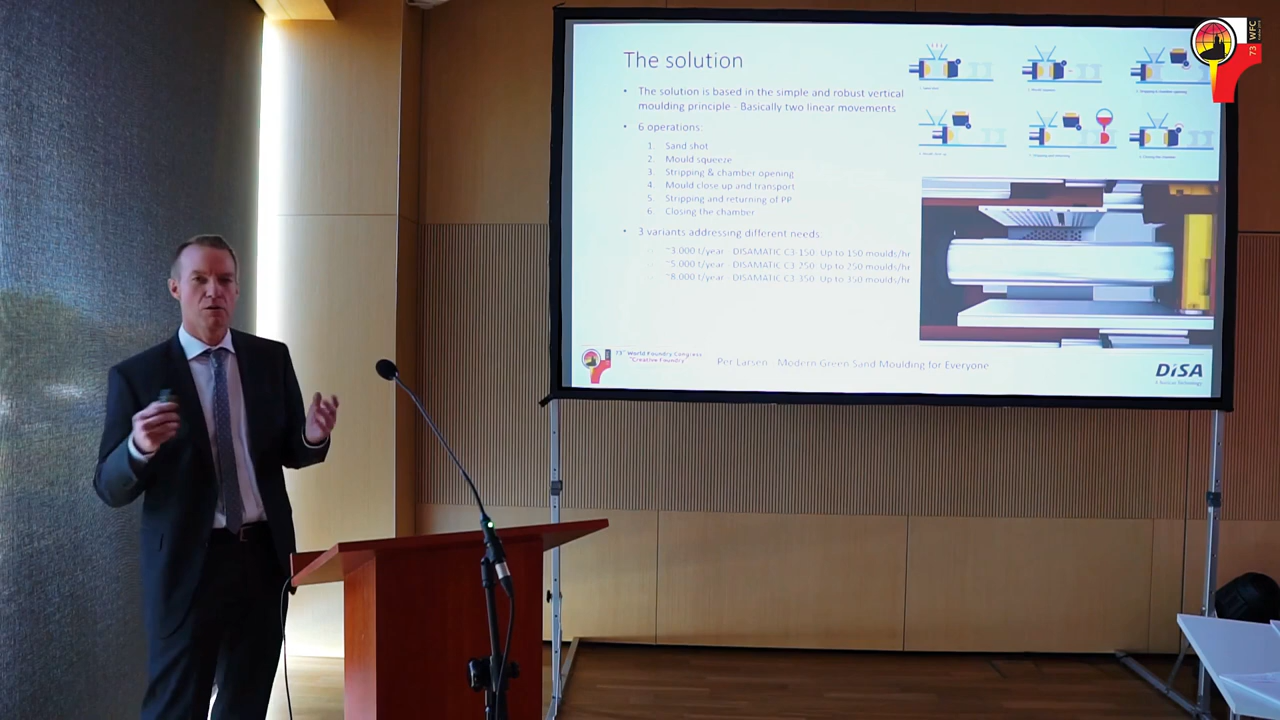 The solution
• The solution is based in the simple and robust vertical
moulding principle - Basically two linear movements
• 6 operations:
1. Sand shot
2. Mould squeeze
3. Stripping & chamber opening
4. Mould close up and transport
5. Stripping and returning of PP
6. Closing the chamber
• 3 variants addressing different needs:
~3.000 t/year - DISAMATIC C3-150: Up to 150 moulds/hr
~5.000 t/year - DISAMATIC C3-250: Up to 250 moulds/hr
~8.000 t/year - DISAMATIC C3-350: Up to 350 moulds/hr
73rd World Foundry Congress
"Creative Foundry"
Per Larsen
Modern Green Sand Moulding for Everyone
DISA
73 WFC